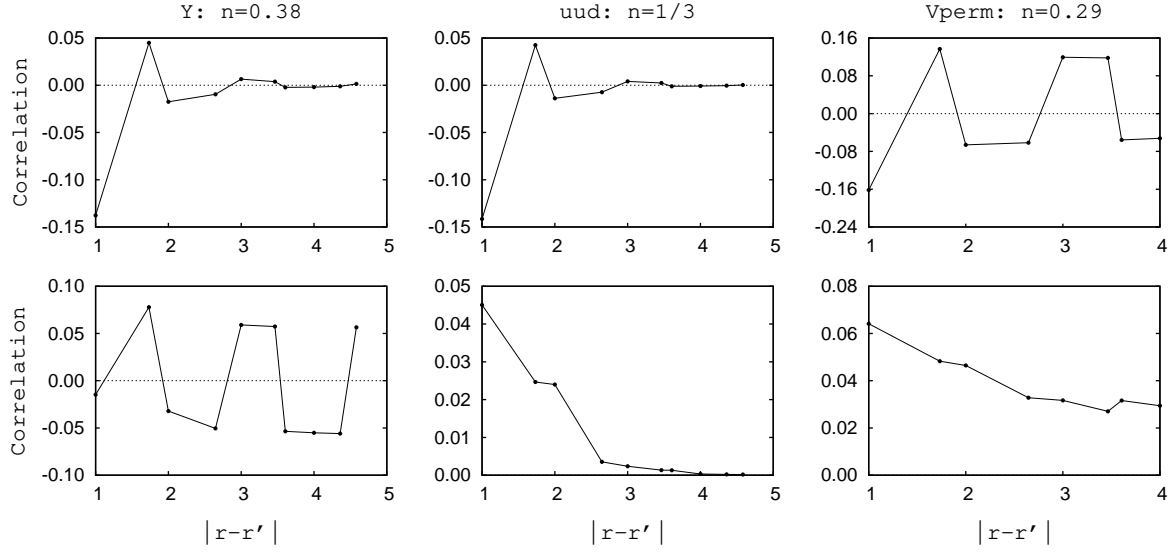 Y: n=0.38
uud: n=1/3
Vperm: n=0.29
Correlation
0.05
0.00
-0.05
-0.10
-0.15
1 2 3 4 5
0.05
0.00
-0.05
-0.10
-0.15
1 2 3 4 5
0.16
0.08
0.00
-0.08
-0.16
-0.24
1 2 3 4
Correlation
0.10
0.05
0.00
-0.05
-0.10
1 2 3 4 5
|r-r'|
0.05
0.04
0.03
0.02
0.01
0.00
1 2 3 4 5
|r-r'|
0.08
0.06
0.04
0.02
0.00
1 2 3 4
|r-r'|